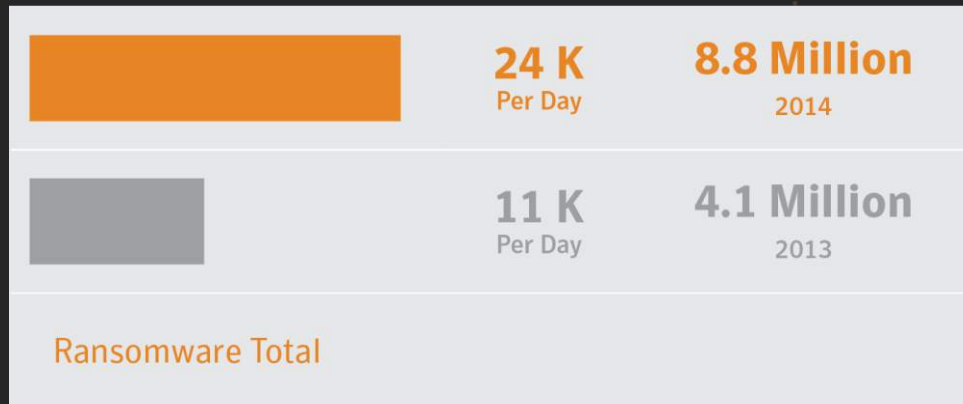 24 K
Per Day
8.8 Million
2014
11 K
Per Day
4.1 Million
2013
Ransomware Total